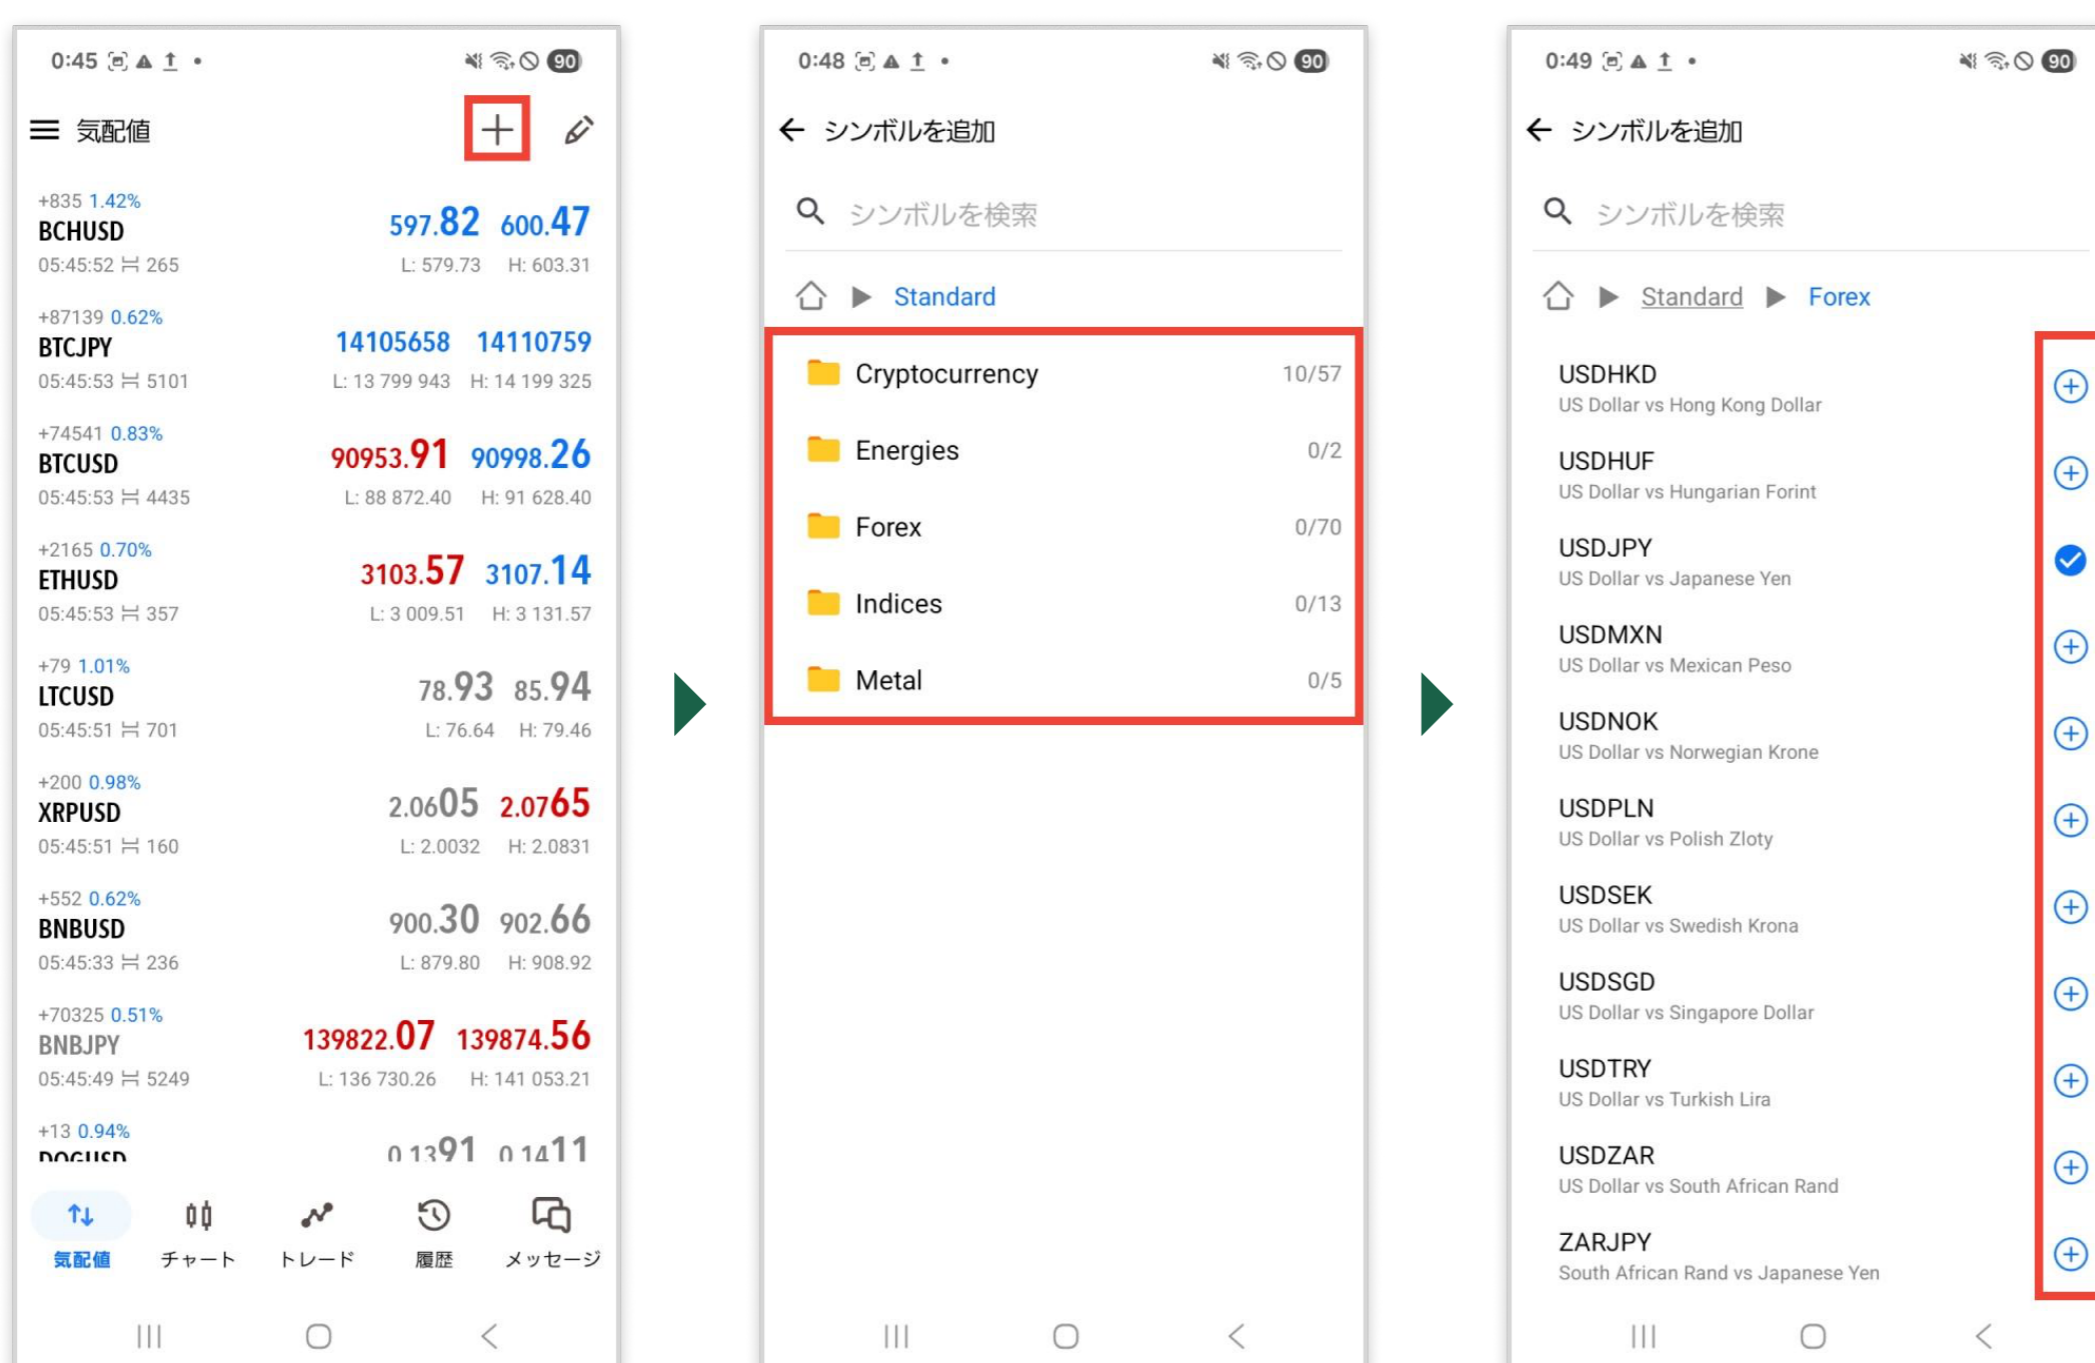 0:45
90
気配値
+835 1.42%
BCHUSD
597.82 600.47
05:45:52 265
L: 579.73 H: 603.31
+87139 0.62%
BTCJPY
14105658 14110759
05:45:53 5101
L: 13 799 943 H: 14 199 325
+74541 0.83%
BTCUSD
90953.91 90998.26
05:45:53 4435
L: 88 872.40 H: 91 628.40
+2165 0.70%
ETHUSD
3103.57 3107.14
05:45:53 357
L: 3 009.51 H: 3 131.57
+79 1.01%
LTCUSD
78.93 85.94
05:45:51 701
L: 76.64 H: 79.46
+200 0.98%
XRPUSD
2.0605 2.0765
05:45:51 160
L: 2.0032 H: 2.0831
+552 0.62%
BNBUSD
900.30 902.66
05:45:33 236
L: 879.80 H: 908.92
+70325 0.51%
BNBJPY
139822.07 139874.56
05:45:49 5249
L: 136 730.26 H: 141 053.21
+13 0.94%
DOGUSD
0.1391 0.1411
気配値 チャート トレード 履歴 メッセージ
0:48
90
シンボルを追加
シンボルを検索
Standard
Cryptocurrency 10/57
Energies 0/2
Forex 0/70
Indices 0/13
Metal 0/5
0:49
90
シンボルを追加
シンボルを検索
Standard Forex
USDHKD
US Dollar vs Hong Kong Dollar
USDHUF
US Dollar vs Hungarian Forint
USDJPY
US Dollar vs Japanese Yen
USDMXN
US Dollar vs Mexican Peso
USDNOK
US Dollar vs Norwegian Krone
USDPLN
US Dollar vs Polish Zloty
USDSEK
US Dollar vs Swedish Krona
USDSGD
US Dollar vs Singapore Dollar
USDTRY
US Dollar vs Turkish Lira
USDZAR
US Dollar vs South African Rand
ZARJPY
South African Rand vs Japanese Yen